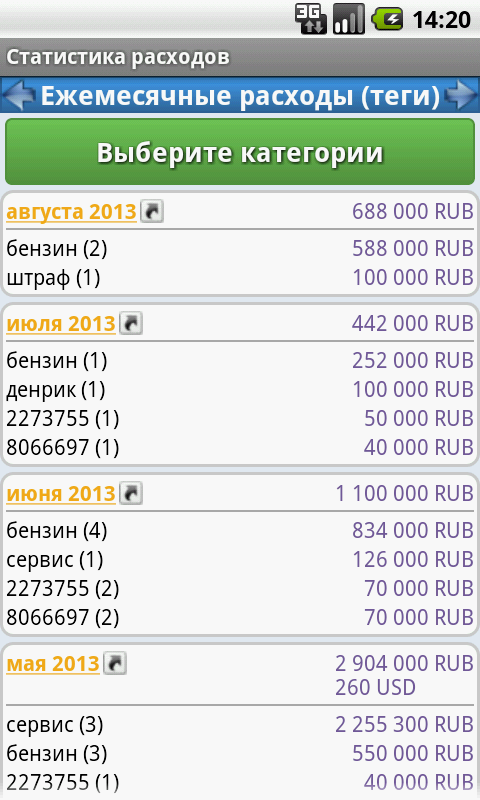 3G 14:20
Статистика расходов
Ежемесячные расходы (теги)
Выберите категории
августа 2013 688 000 RUB
бензин (2) 588 000 RUB
штраф (1) 100 000 RUB
июля 2013 442 000 RUB
бензин (1) 252 000 RUB
денрик (1) 100 000 RUB
2273755 (1) 50 000 RUB
8066697 (1) 40 000 RUB
июня 2013 1 100 000 RUB
бензин (4) 834 000 RUB
сервис (1) 126 000 RUB
2273755 (2) 70 000 RUB
8066697 (2) 70 000 RUB
мая 2013 2 904 000 RUB
260 USD
сервис (3) 2 255 300 RUB
бензин (3) 550 000 RUB
2273755 (1) 40 000 RUB